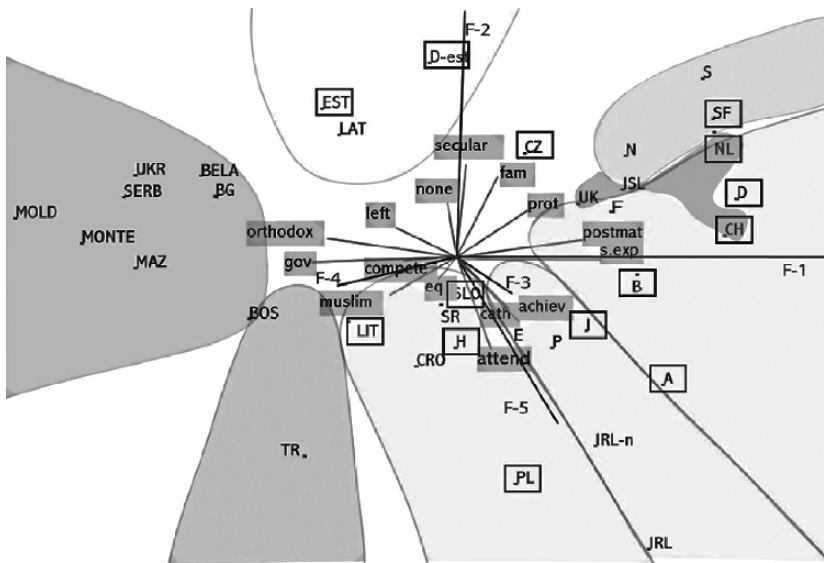 F-2
D-est
S
EST
SF
LAT
secular
CZ
N
NL
UKR
BELA
fam
SERB
BG
none
JSL
UK
D
MOLD
left
prot
F
MONTE
orthodox
postmat
CH
s.exp
MAZ
gov
compete
F-1
F-4
F-3
B
eq
SLO
muslim
achiev
BOS
SR
cath
LIT
J
E
H
P
CRO
attend
A
F-5
JRL-n
TR
PL
JRL